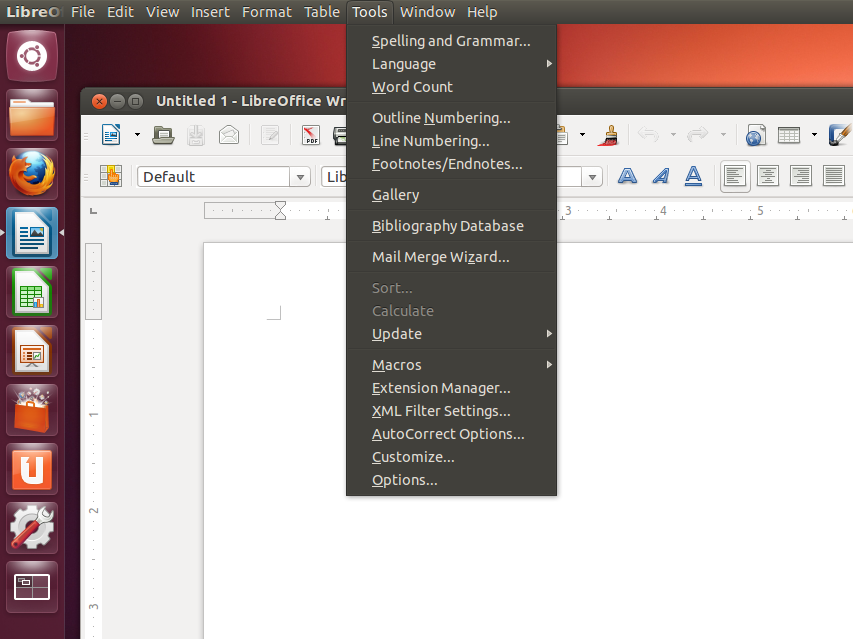 LibreO File Edit View Insert Format Table Tools Window Help
Spelling and Grammar...
Language
Word Count
Untitled 1 - LibreOffice Wr
Outline Numbering...
Line Numbering...
PDF
Footnotes/Endnotes...
Default
Lib
Gallery
3 4 5
Bibliography Database
Mail Merge Wizard...
Sort...
Calculate
Update
Macros
Extension Manager...
XML Filter Settings...
AutoCorrect Options...
1
Customize...
Options...
2
3